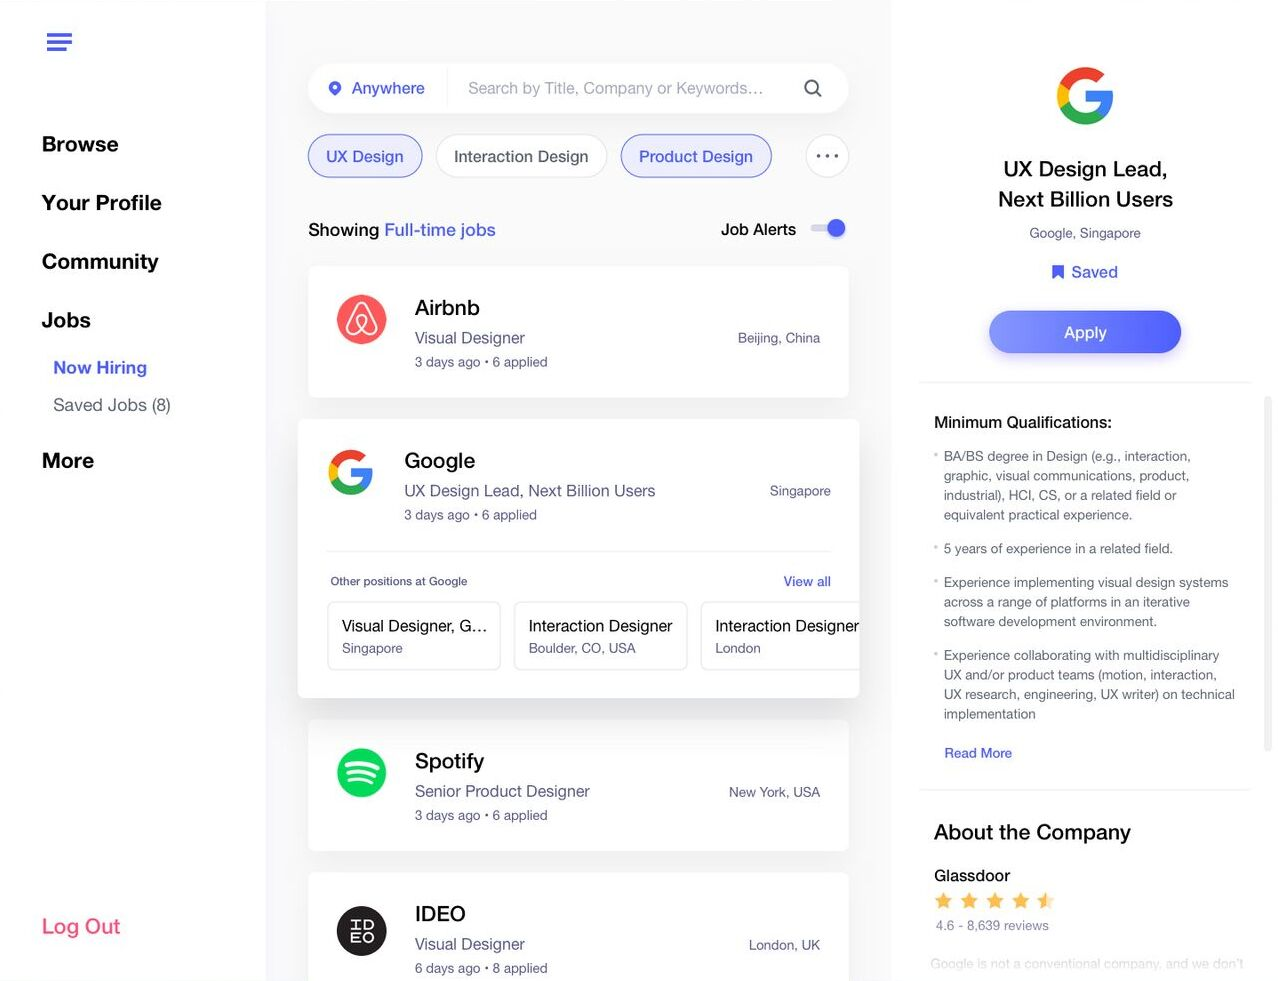 Browse
Your Profile
Community
Jobs
Now Hiring
Saved Jobs (8)
More
Log Out
Anywhere
Search by Title, Company or Keywords...
UX Design
Interaction Design
Product Design
Showing Full-time jobs
Job Alerts
Airbnb
Visual Designer
Beijing, China
3 days ago • 6 applied
Google
UX Design Lead, Next Billion Users
Singapore
3 days ago • 6 applied
Other positions at Google
View all
Visual Designer, G...
Singapore
Interaction Designer
Boulder, CO, USA
Interaction Designer
London
Spotify
Senior Product Designer
New York, USA
3 days ago • 6 applied
IDEO
IDEO
Visual Designer
London, UK
6 days ago • 8 applied
UX Design Lead,
Next Billion Users
Google, Singapore
Saved
Apply
Minimum Qualifications:
BA/BS degree in Design (e.g., interaction,
graphic, visual communications, product,
industrial), HCI, CS, or a related field or
equivalent practical experience.
5 years of experience in a related field.
Experience implementing visual design systems
across a range of platforms in an iterative
software development environment.
Experience collaborating with multidisciplinary
UX and/or product teams (motion, interaction,
UX research, engineering, UX writer) on technical
implementation
Read More
About the Company
Glassdoor
4.6 - 8,639 reviews
Google is not a conventional company, and we don't